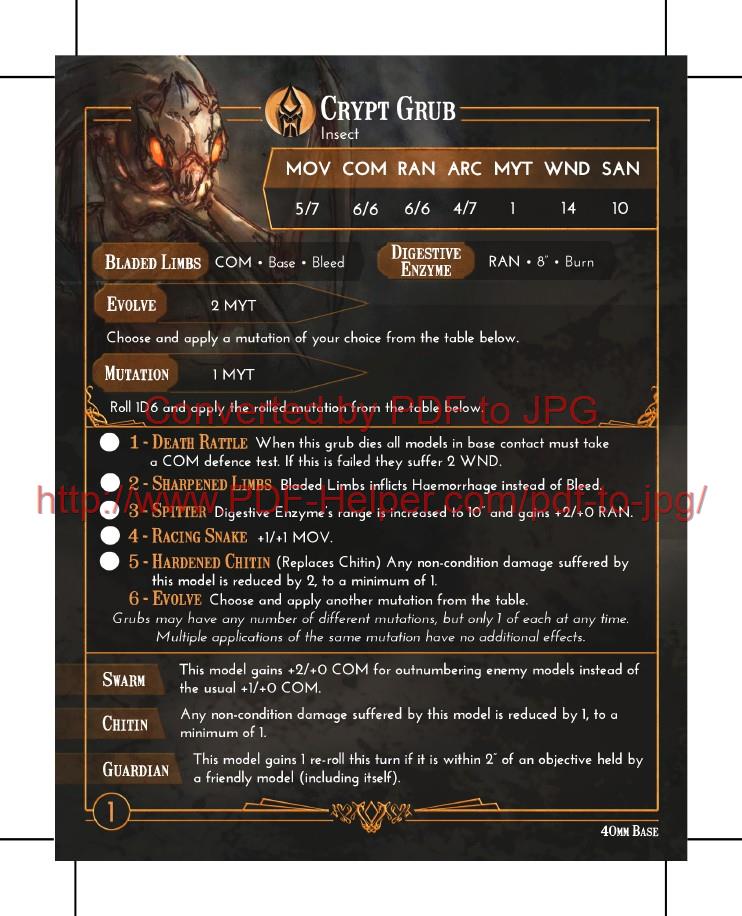 Crypt Grub
Insect
MOV COM RAN ARC MYT WND SAN
5/7 6/6 6/6 4/7 1 14 10
Bladed Limbs COM • Base • Bleed
Digestive
Enzyme RAN • 8" • Burn
Evolve 2 MYT
Choose and apply a mutation of your choice from the table below.
Mutation 1 MYT
Roll 1D6 and apply the rolled mutation from the table below.
Converted by PDF to JPG
1 - Death Rattle When this grub dies all models in base contact must take
a COM defence test. If this is failed they suffer 2 WND.
2 - Sharpened Limbs Bladed Limbs inflicts Haemorrhage instead of Bleed.
http://www.PDF-Helper.com/pdf-to-jpg/
3 - Spitter Digestive Enzyme's range is increased to 10" and gains +2/+0 RAN.
4 - Racing Snake +1/+1 MOV.
5 - Hardened Chitin (Replaces Chitin) Any non-condition damage suffered by
this model is reduced by 2, to a minimum of 1.
6 - Evolve Choose and apply another mutation from the table.
Grubs may have any number of different mutations, but only 1 of each at any time.
Multiple applications of the same mutation have no additional effects.
Swarm This model gains +2/+0 COM for outnumbering enemy models instead of
the usual +1/+0 COM.
Chitin Any non-condition damage suffered by this model is reduced by 1, to a
minimum of 1.
Guardian This model gains 1 re-roll this turn if it is within 2" of an objective held by
a friendly model (including itself).
1
40mm Base